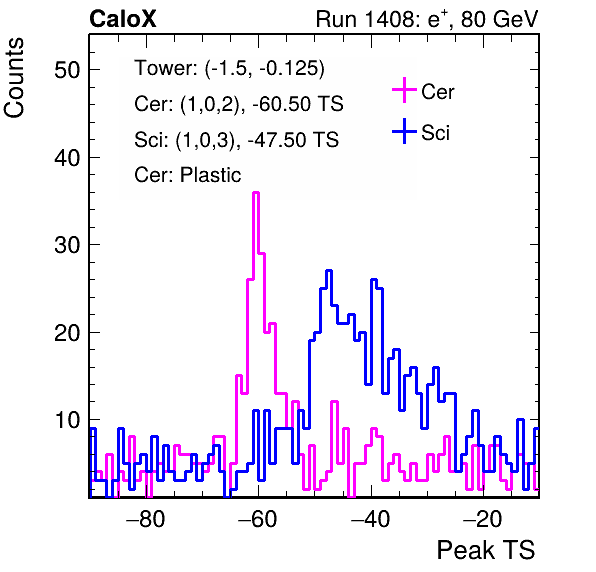 CaloX Run 1408: e⁺, 80 GeV
Counts
50
40
30
20
10
Tower: (-1.5, -0.125)
Cer: (1,0,2), -60.50 TS
Sci: (1,0,3), -47.50 TS
Cer: Plastic
Cer
Sci
−80 −60 −40 −20
Peak TS